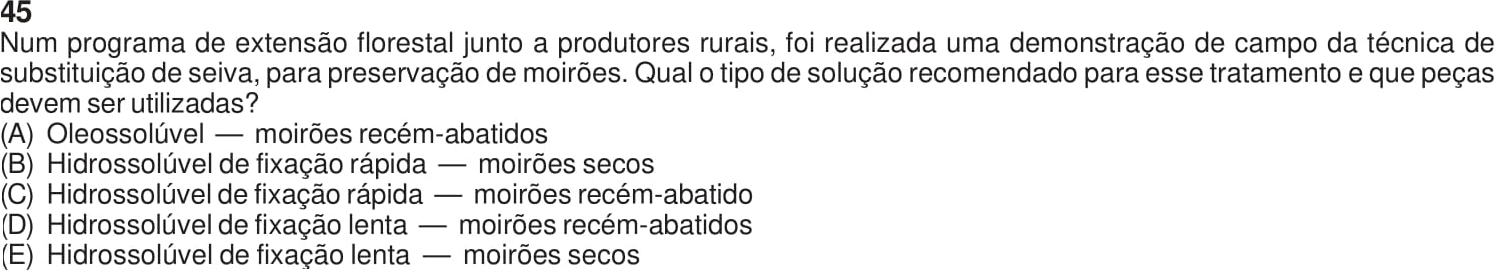 45
Num programa de extensão florestal junto a produtores rurais, foi realizada uma demonstração de campo da técnica de
substituição de seiva, para preservação de moirões. Qual o tipo de solução recomendado para esse tratamento e que peças
devem ser utilizadas?
(A) Oleossolúvel — moirões recém-abatidos
(B) Hidrossolúvel de fixação rápida — moirões secos
(C) Hidrossolúvel de fixação rápida — moirões recém-abatido
(D) Hidrossolúvel de fixação lenta — moirões recém-abatidos
(E) Hidrossolúvel de fixação lenta — moirões secos